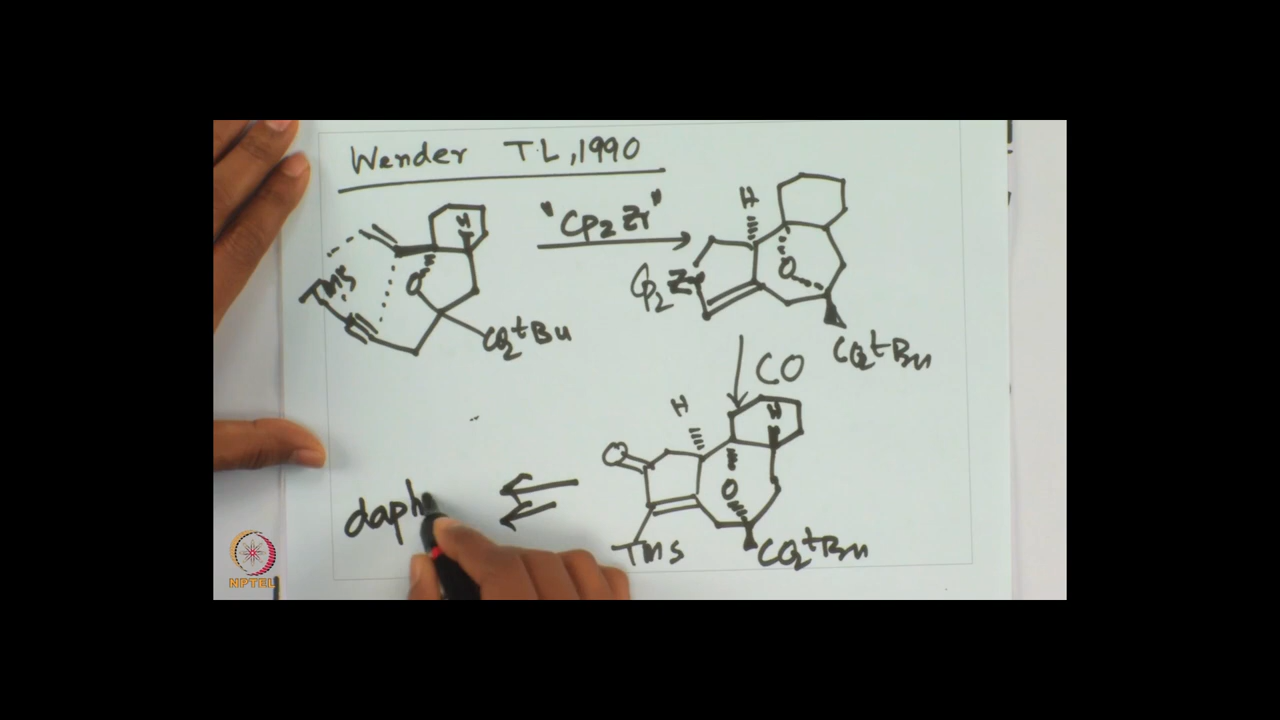 Wender T.L, 1990
"Cp2Zr"
H
H
O
TMS
CO2tBu
O
Cp2Zr
CO2tBu
CO
H
H
O
O
TMS
CO2tBu
daph
NPTEL